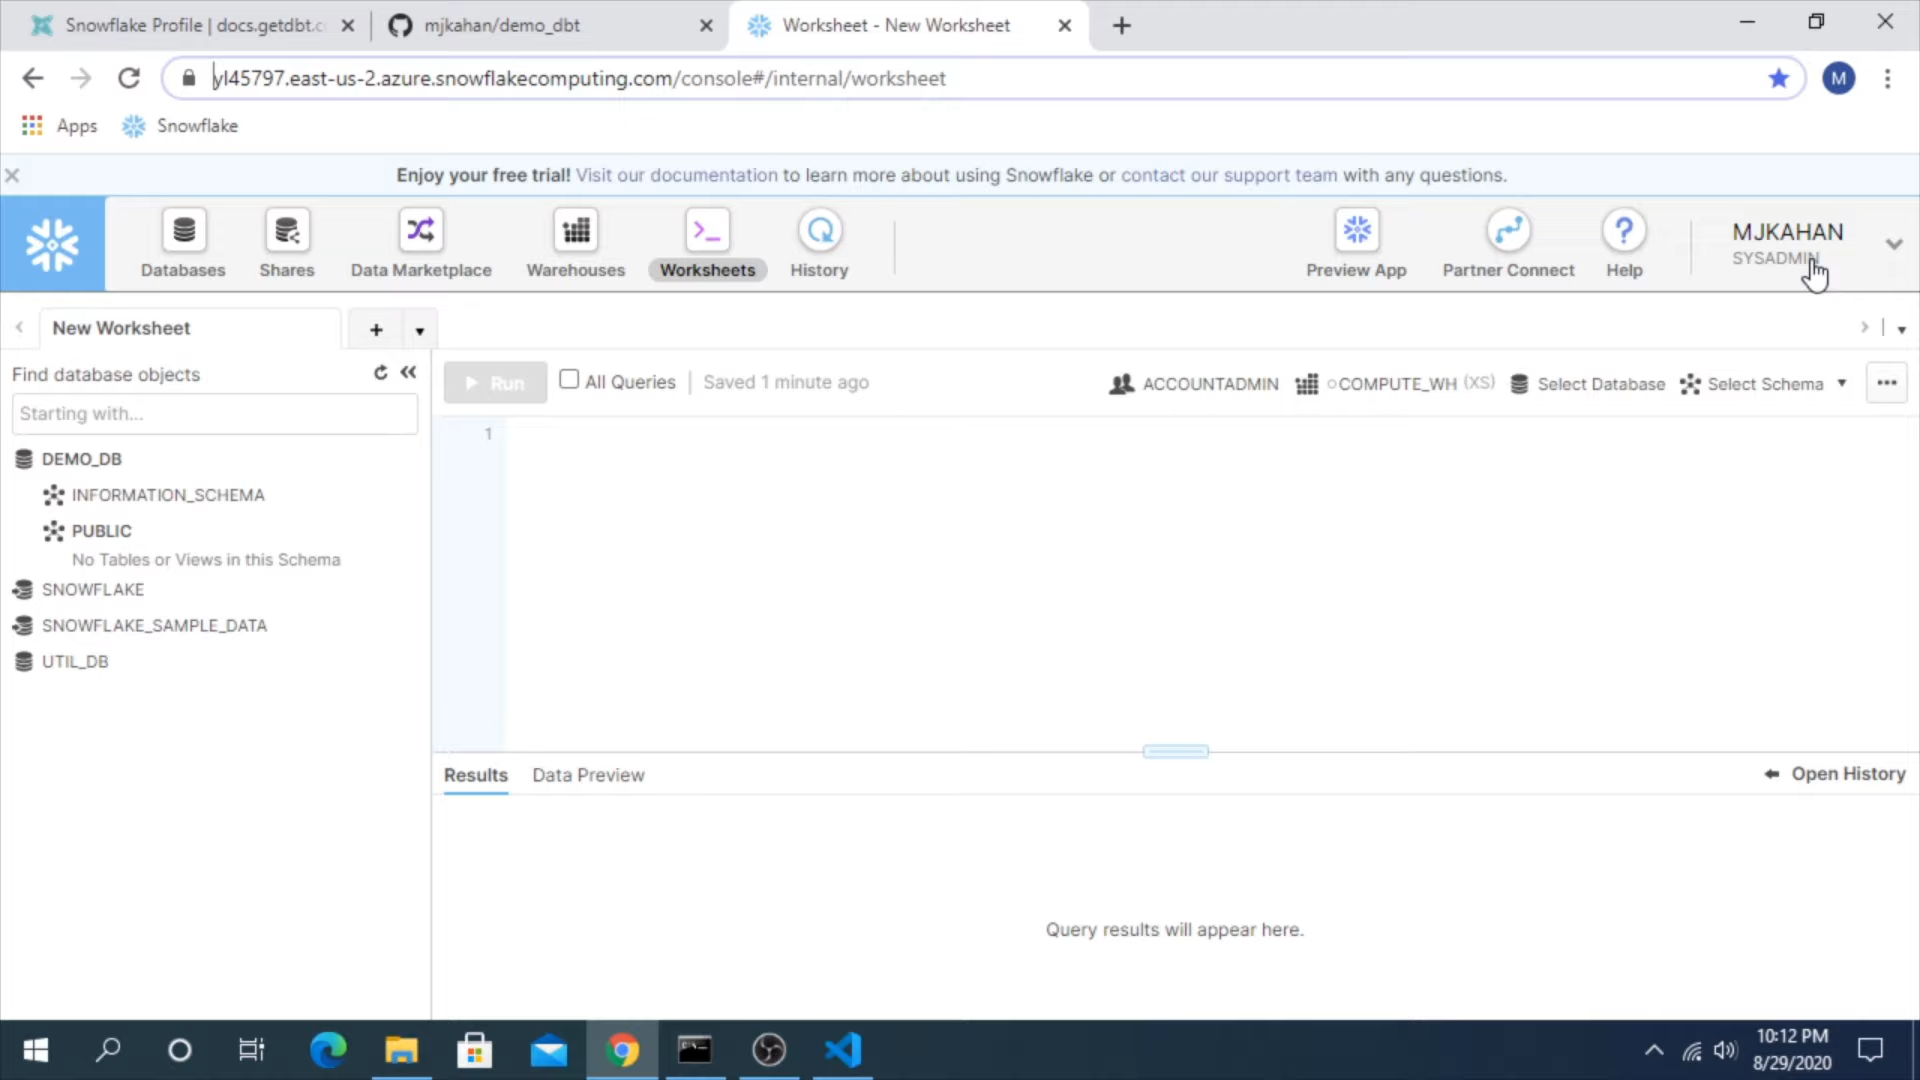 Snowflake Profile | docs.getdbt.c
mjkahan/demo_dbt
Worksheet - New Worksheet
yl45797.east-us-2.azure.snowflakecomputing.com/console#/internal/worksheet
M
Apps
Snowflake
Enjoy your free trial! Visit our documentation to learn more about using Snowflake or contact our support team with any questions.
Databases
Shares
Data Marketplace
Warehouses
Worksheets
History
Preview App
Partner Connect
Help
MJKAHAN
SYSADMIN
New Worksheet
Find database objects
Starting with...
DEMO_DB
INFORMATION_SCHEMA
PUBLIC
No Tables or Views in this Schema
SNOWFLAKE
SNOWFLAKE_SAMPLE_DATA
UTIL_DB
Run
All Queries
Saved 1 minute ago
ACCOUNTADMIN
COMPUTE_WH (XS)
Select Database
Select Schema
1
Results
Data Preview
Open History
Query results will appear here.
10:12 PM
8/29/2020